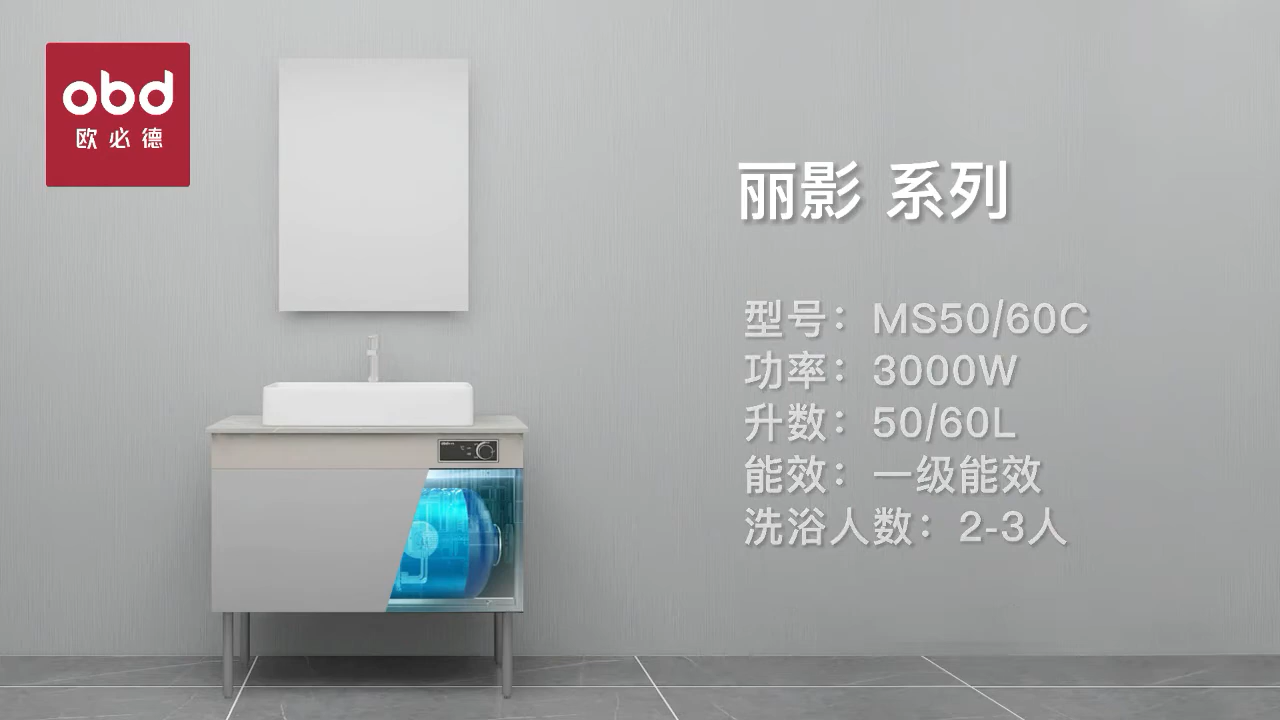 obd
欧必德
丽影 系列
型号：MS50/60C
功率：3000W
升数：50/60L
能效：一级能效
洗浴人数：2-3人